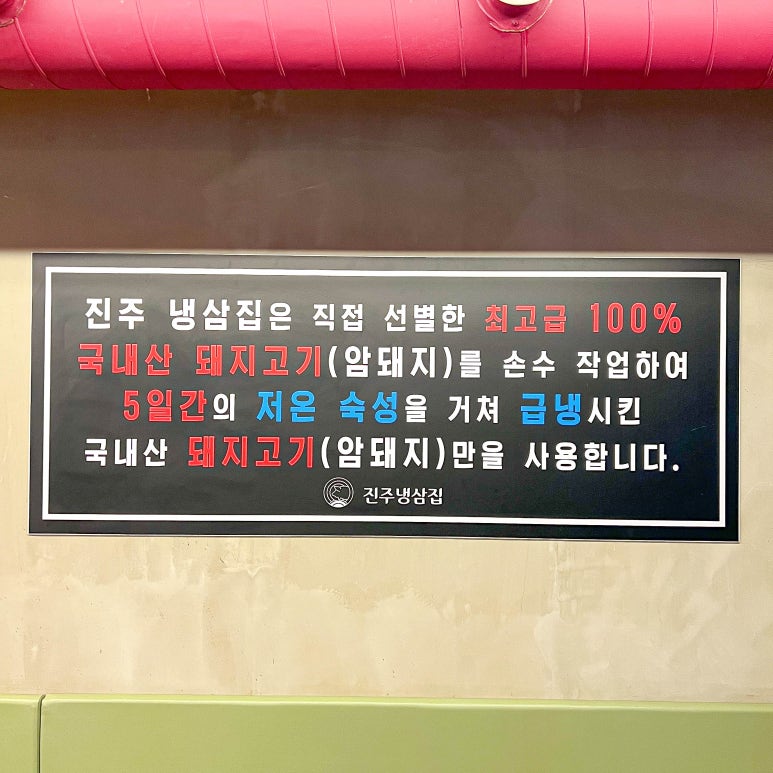 진주 냉삼집은 직접 선별한 최고급 100%
국내산 돼지고기(암돼지)를 손수 작업하여
5일간의 저온 숙성을 거쳐 급냉시킨
국내산 돼지고기(암돼지)만을 사용합니다.
진주냉삼집